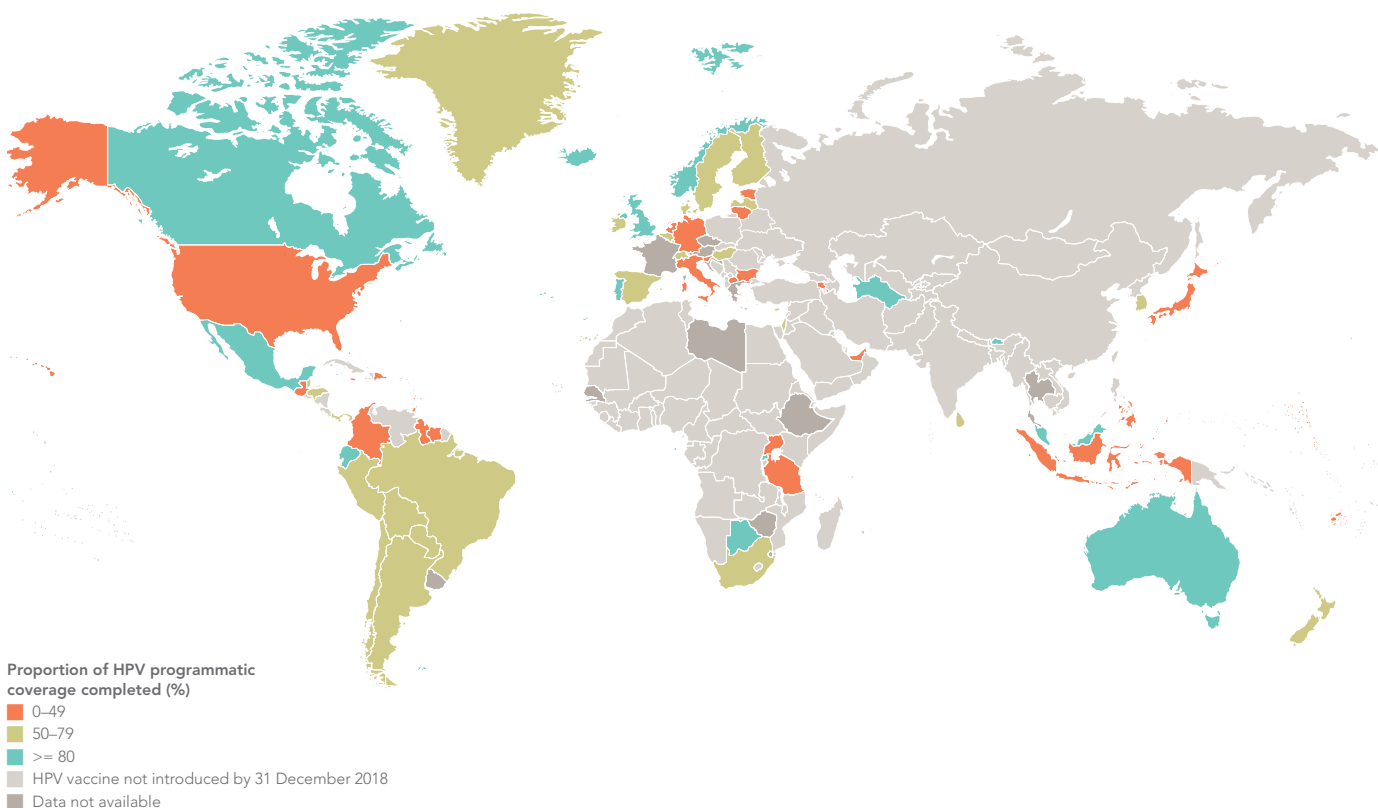 Proportion of HPV programmatic
coverage completed (%)
0–49
50–79
>= 80
HPV vaccine not introduced by 31 December 2018
Data not available